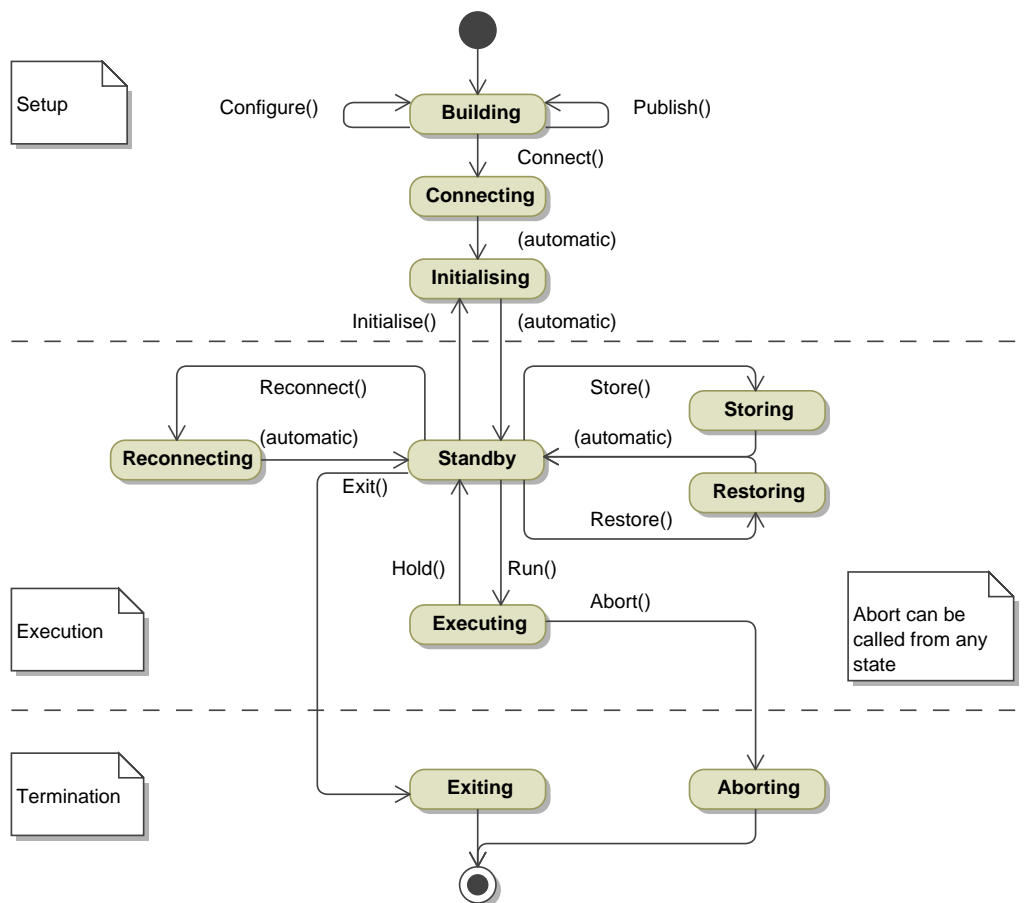 Setup
Configure()
Building
Publish()
Connect()
Connecting
(automatic)
Initialising
Initialise()
(automatic)
Reconnect()
Store()
Storing
(automatic)
(automatic)
Reconnecting
Standby
Exit()
Restoring
Restore()
Hold()
Run()
Abort()
Execution
Executing
Abort can be
called from any
state
Termination
Exiting
Aborting